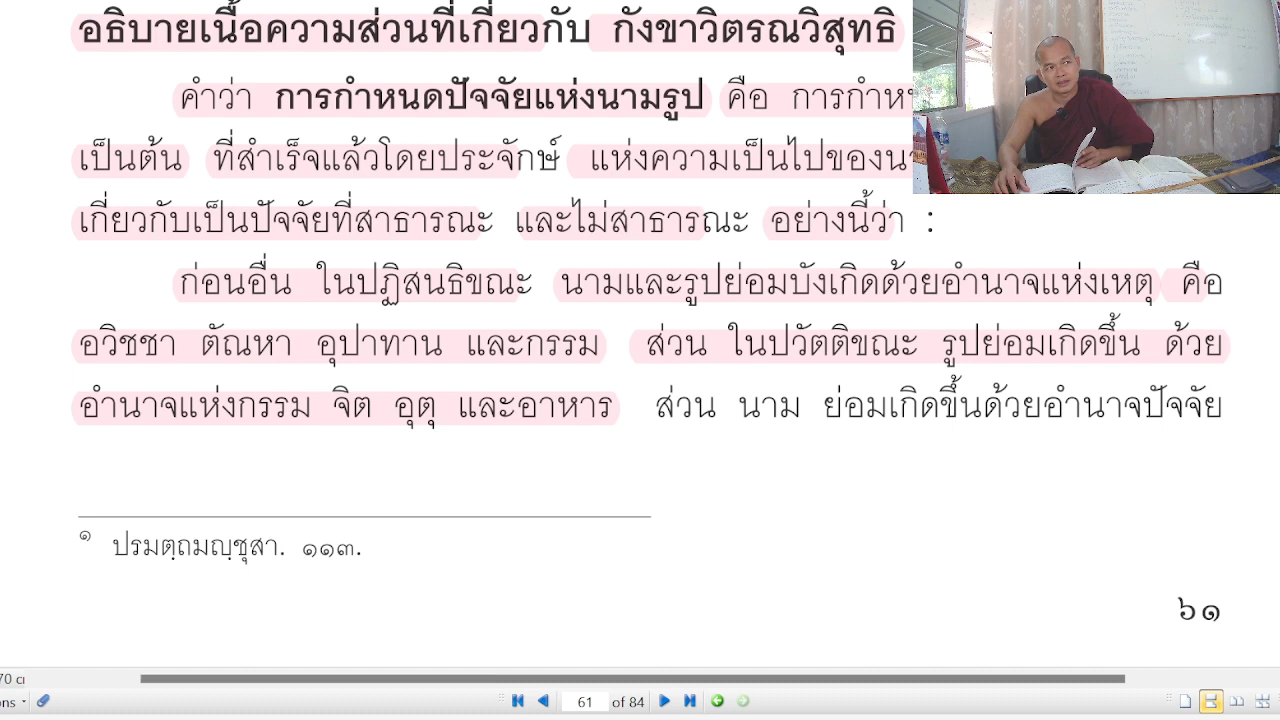 อธิบายเนื้อความส่วนที่เกี่ยวกับ กังขาวิตรณวิสุทธิ
คำว่า การกำหนดปัจจัยแห่งนามรูป คือ
เป็นต้น ที่สำเร็จแล้วโดยประจักษ์ แห่งความเป็นไปของ
เกี่ยวกับเป็นปัจจัยที่สาธารณะ และไม่สาธารณะ อย่างนี้ว่า :
ก่อนอื่น ในปฏิสนธิขณะ นามและรูปย่อมบังเกิดด้วยอำนาจแห่งเหตุ คือ
อวิชชา ตัณหา อุปาทาน และกรรม ส่วน ในปวัตติขณะ รูปย่อมเกิดขึ้น ด้วย
อำนาจแห่งกรรม จิต อุตุ และอาหาร ส่วน นาม ย่อมเกิดขึ้นด้วยอำนาจปัจจัย
๑ ปรมตฺถมญฺชุสา. ๑๑๓.
๖๑
61 of 84